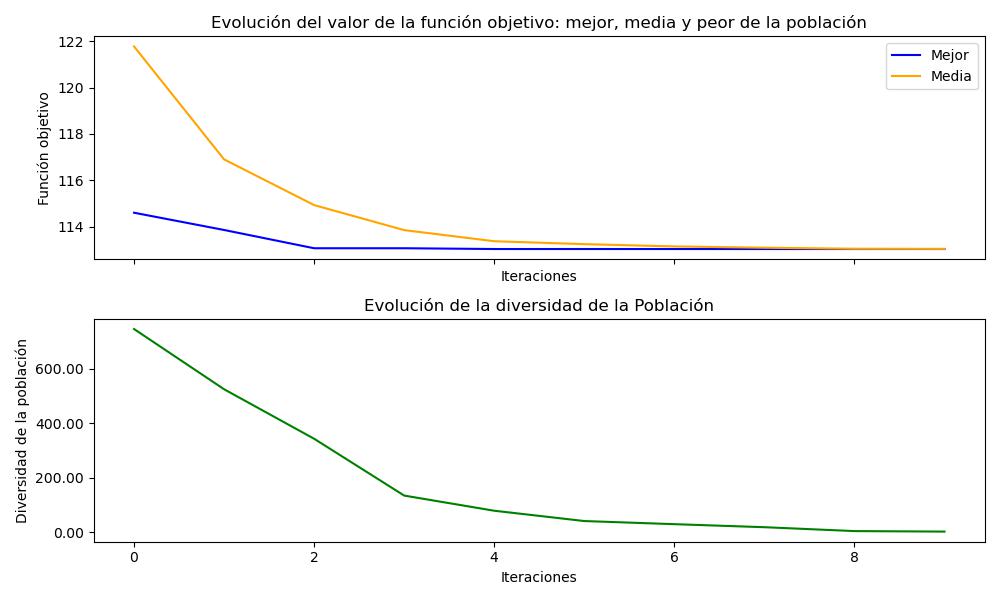 Evolución del valor de la función objetivo: mejor, media y peor de la población
122
120
118
116
114
Función objetivo
Mejor
Media
Iteraciones
Evolución de la diversidad de la Población
600.00
400.00
200.00
0.00
Diversidad de la población
0 2 4 6 8
Iteraciones